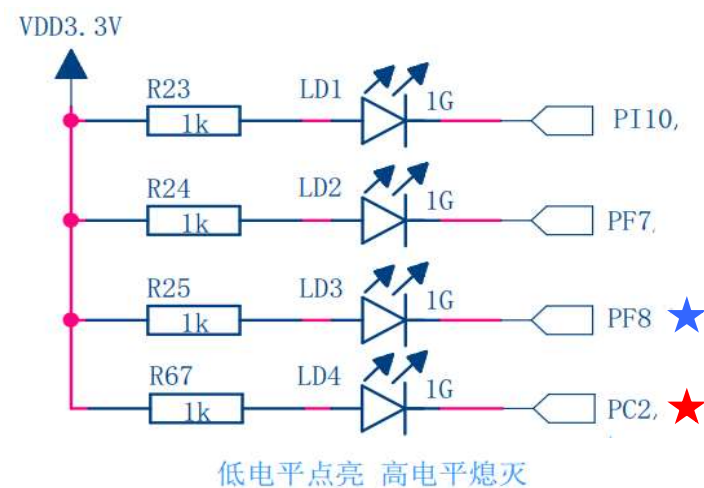 VDD3.3V
R23 LD1 1G
1k PI10,
R24 LD2 1G
1k PF7,
R25 LD3 1G
1k PF8
R67 LD4 1G
1k PC2,
低电平点亮 高电平熄灭